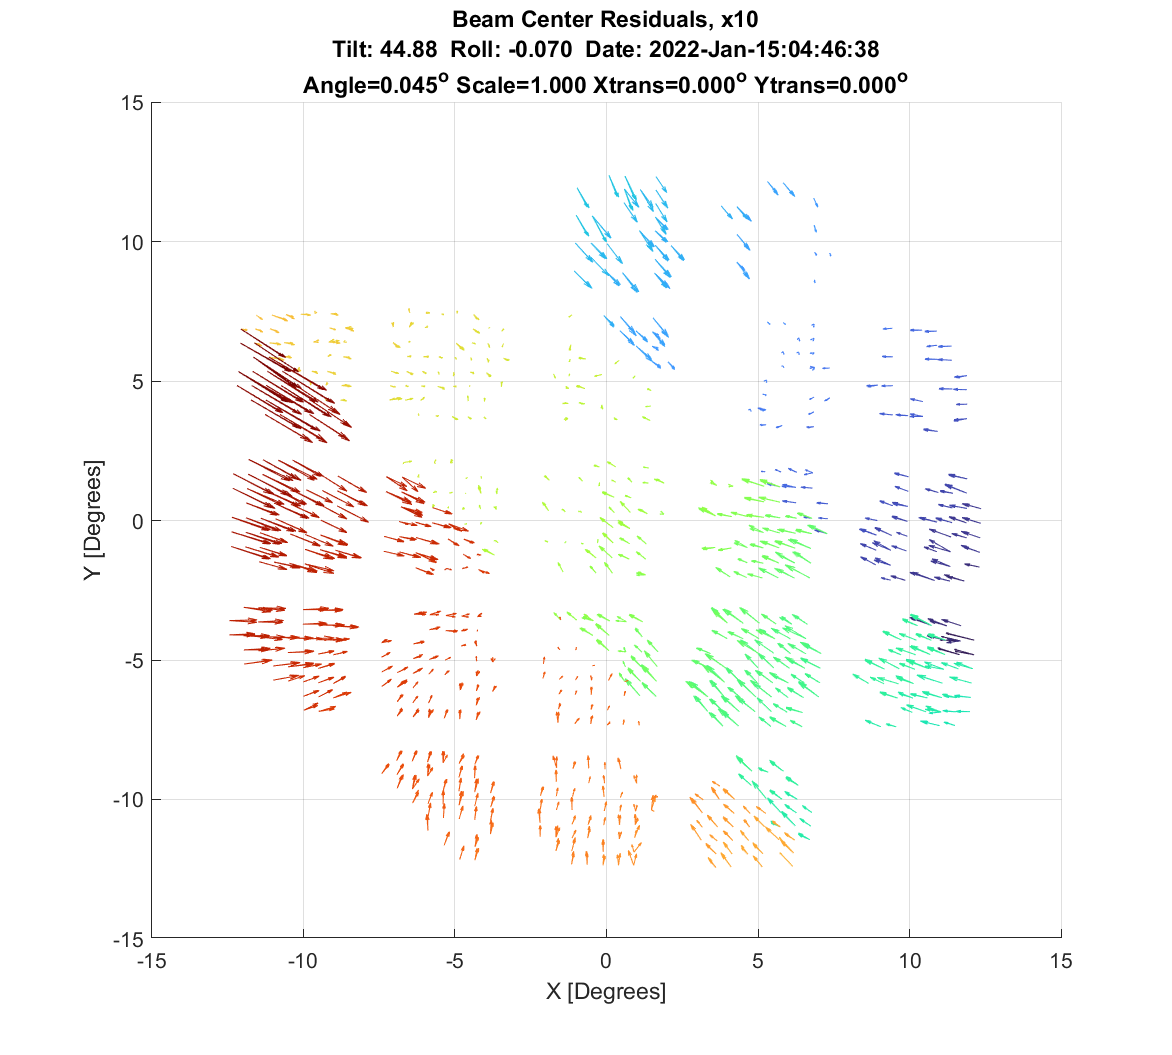 Beam Center Residuals, x10
Tilt: 44.88 Roll: -0.070 Date: 2022-Jan-15:04:46:38
Angle=0.045° Scale=1.000 Xtrans=0.000° Ytrans=0.000°
15
10
5
0
-5
-10
-15
Y [Degrees]
-15 -10 -5 0 5 10 15
X [Degrees]